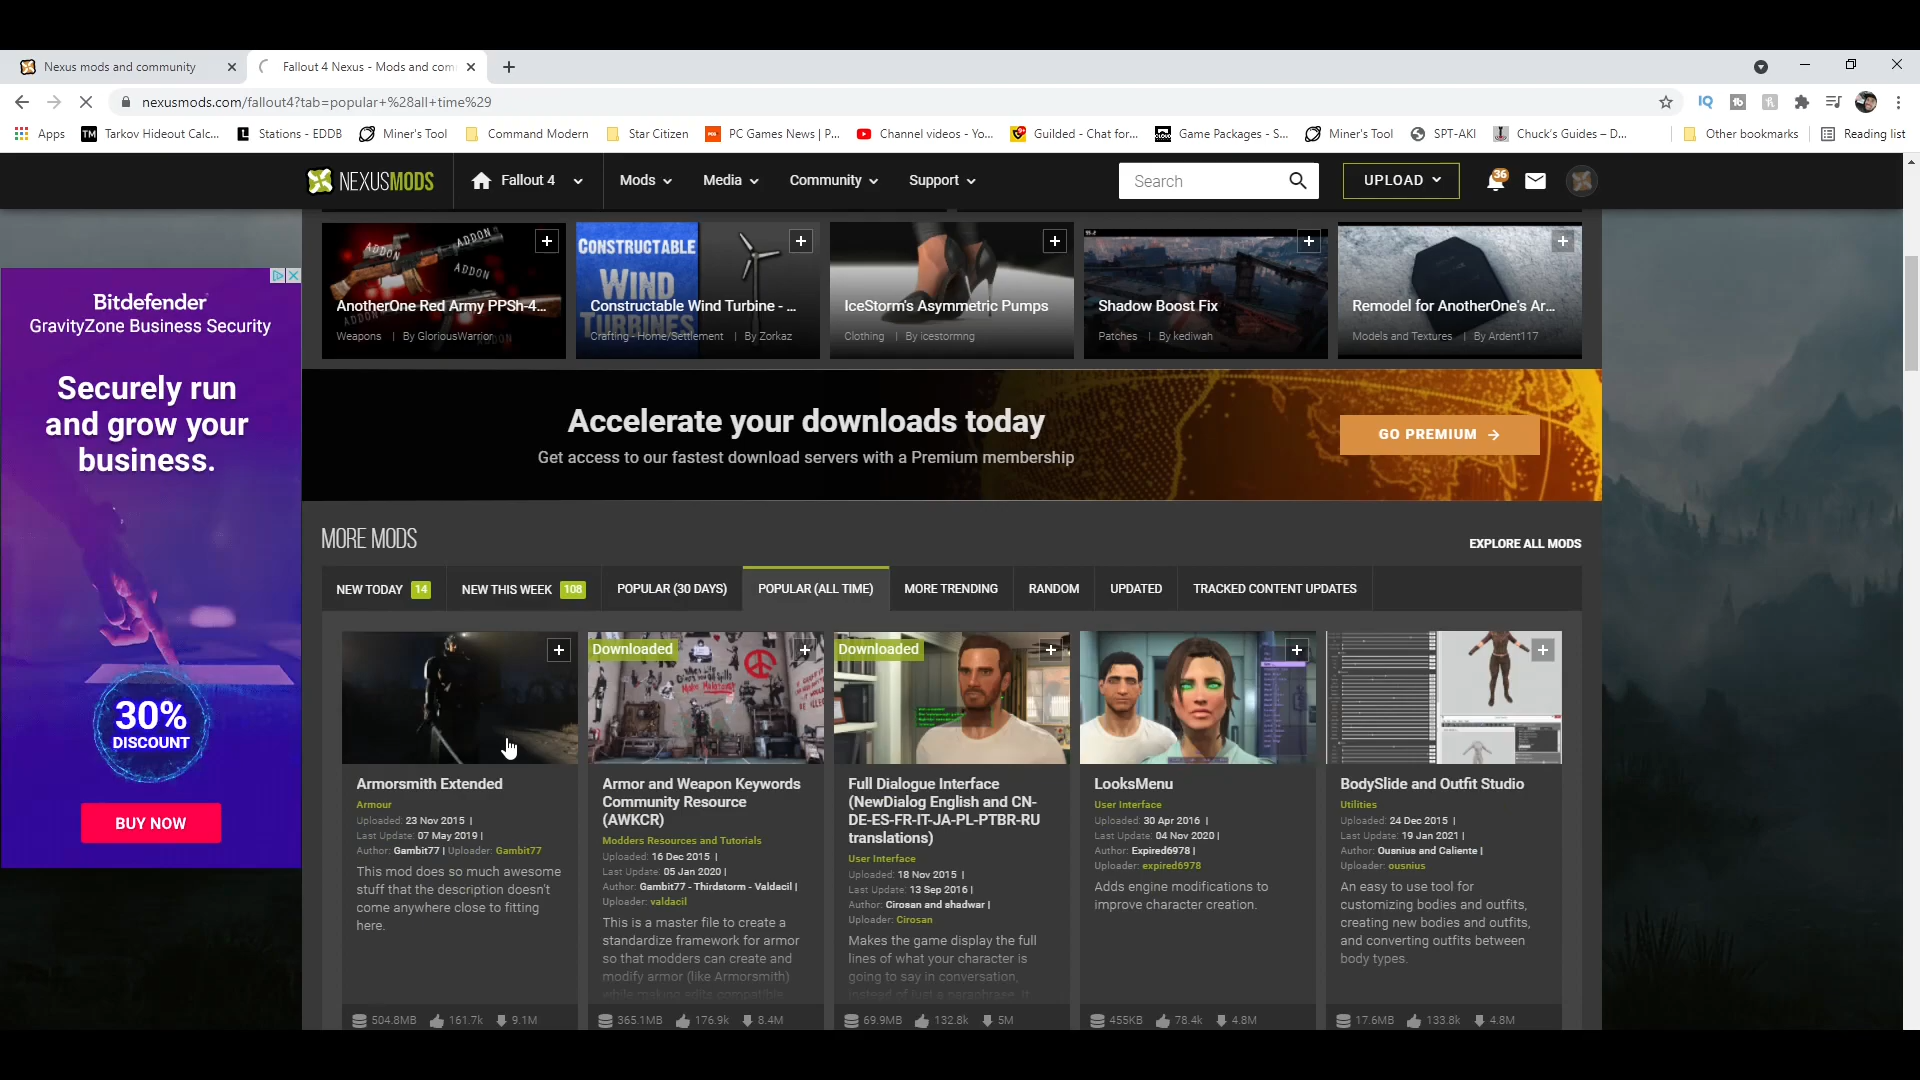 Nexus mods and community
Fallout 4 Nexus - Mods and com
nexusmods.com/fallout4?tab=popular+%28all+time%29
Apps
Tarkov Hideout Calc...
Stations - EDDB
Miner's Tool
Command Modern
Star Citizen
PC Games News | P...
Channel videos - Yo...
Guilded - Chat for...
Game Packages - S...
Miner's Tool
SPT-AKI
Chuck's Guides – D...
Other bookmarks
Reading list
NEXUSMODS
Fallout 4
Mods
Media
Community
Support
Search
UPLOAD
36
ADDON
ADDON
ADDON
AnotherOne Red Army PPSh-4...
Weapons | By GloriousWarrior
CONSTRUCTABLE
WIND
TURBINES
Constructable Wind Turbine - ...
Crafting - Home/Settlement | By Zorkaz
IceStorm's Asymmetric Pumps
Clothing | By icestormng
Shadow Boost Fix
Patches | By kediwah
Remodel for AnotherOne's Ar...
Models and Textures | By Ardent117
Bitdefender
GravityZone Business Security
Securely run
and grow your
business.
30%
DISCOUNT
BUY NOW
Accelerate your downloads today
Get access to our fastest download servers with a Premium membership
GO PREMIUM
MORE MODS
EXPLORE ALL MODS
NEW TODAY 14
NEW THIS WEEK 108
POPULAR (30 DAYS)
POPULAR (ALL TIME)
MORE TRENDING
RANDOM
UPDATED
TRACKED CONTENT UPDATES
Armorsmith Extended
Armour
Uploaded: 23 Nov 2015 |
Last Update: 07 May 2019 |
Author: Gambit77 | Uploader: Gambit77
This mod does so much awesome
stuff that the description doesn't
come anywhere close to fitting
here.
504.8MB 161.7k 9.1M
Downloaded
Armor and Weapon Keywords
Community Resource
(AWKCR)
Modders Resources and Tutorials
Uploaded: 16 Dec 2015 |
Last Update: 05 Jan 2020 |
Author: Gambit77 - Thirdstorm - Valdacil |
Uploader: valdacil
This is a master file to create a
standardize framework for armor
so that modders can create and
modify armor (like Armorsmith)
while making edits compatible
365.1MB 176.9k 8.4M
Downloaded
Full Dialogue Interface
(NewDialog English and CN-
DE-ES-FR-IT-JA-PL-PTBR-RU
translations)
User Interface
Uploaded: 18 Nov 2015 |
Last Update: 13 Sep 2016 |
Author: Cirosan and shadwar |
Uploader: Cirosan
Makes the game display the full
lines of what your character is
going to say in conversation,
instead of just a paraphrase. It
69.9MB 132.8k 5M
LooksMenu
User Interface
Uploaded: 30 Apr 2016 |
Last Update: 04 Nov 2020 |
Author: Expired6978 |
Uploader: expired6978
Adds engine modifications to
improve character creation.
455KB 78.4k 4.8M
BodySlide and Outfit Studio
Utilities
Uploaded: 24 Dec 2015 |
Last Update: 19 Jan 2021 |
Author: Ousnius and Caliente |
Uploader: ousnius
An easy to use tool for
customizing bodies and outfits,
creating new bodies and outfits,
and converting outfits between
body types.
17.6MB 133.8k 4.8M